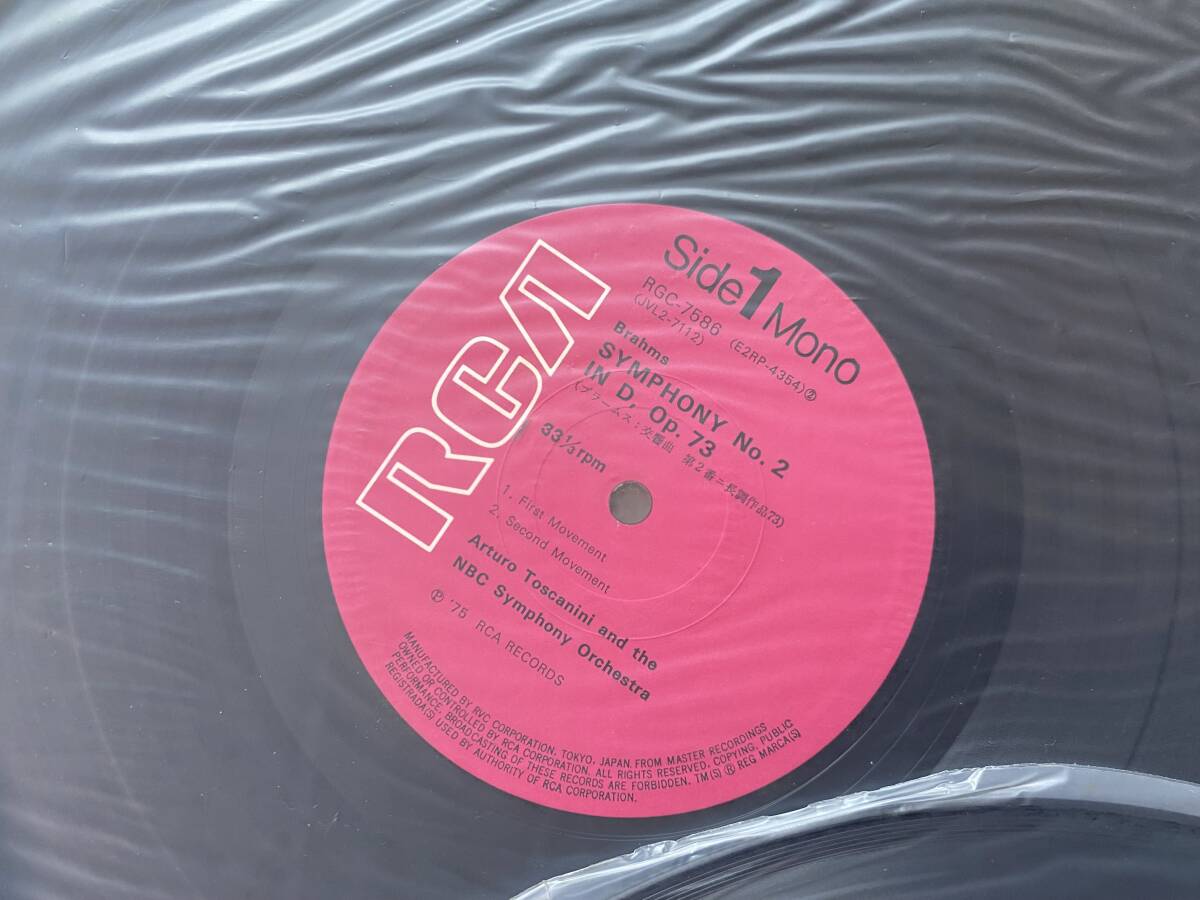 RCA
Side 1 Mono
RGC-7586 (E2RP-4354)②
(JVL2-7112)
Brahms
SYMPHONY No. 2
IN D, Op. 73
(ブラームス:交響曲 第2番ニ長調作品73)
33⅓rpm
1. First Movement
2. Second Movement
Arturo Toscanini and the
NBC Symphony Orchestra
Ⓟ '75 RCA RECORDS
MANUFACTURED BY RVC CORPORATION, TOKYO, JAPAN. FROM MASTER RECORDINGS
OWNED OR CONTROLLED BY RCA CORPORATION. ALL RIGHTS RESERVED. COPYING, PUBLIC
PERFORMANCE, BROADCASTING OF THESE RECORDS ARE FORBIDDEN. TM(S) ® REG MARCA(S)
REGISTRADA(S) USED BY AUTHORITY OF RCA CORPORATION.